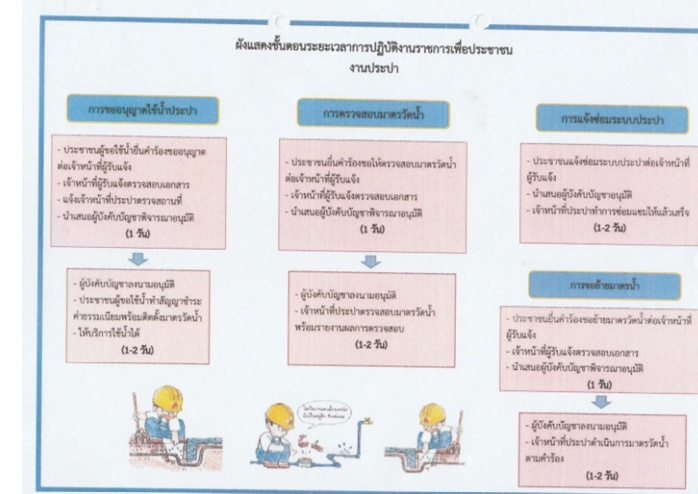 ผังแสดงขั้นตอนระยะเวลาการปฏิบัติงานราชการเพื่อประชาชน
งานประปา
การขออนุญาตใช้น้ำประปา
- ประชาชนผู้ขอใช้น้ำยื่นคำร้องขออนุญาต
ต่อเจ้าหน้าที่ผู้รับแจ้ง
- เจ้าหน้าที่ผู้รับแจ้งตรวจสอบเอกสาร
- แจ้งเจ้าหน้าที่ประปาตรวจสถานที่
- นำเสนอผู้บังคับบัญชาพิจารณาอนุมัติ
(1 วัน)
- ผู้บังคับบัญชาลงนามอนุมัติ
- ประชาชนผู้ขอใช้น้ำทำสัญญาชำระ
ค่าธรรมเนียมพร้อมติดตั้งมาตรวัดน้ำ
- ให้บริการใช้น้ำได้
(1-2 วัน)
การตรวจสอบมาตรวัดน้ำ
- ประชาชนยื่นคำร้องขอให้ตรวจสอบมาตรวัดน้ำ
ต่อเจ้าหน้าที่ผู้รับแจ้ง
- เจ้าหน้าที่ผู้รับแจ้งตรวจสอบเอกสาร
- นำเสนอผู้บังคับบัญชาพิจารณาอนุมัติ
(1 วัน)
- ผู้บังคับบัญชาลงนามอนุมัติ
- เจ้าหน้าที่ประปาตรวจสอบมาตรวัดน้ำ
พร้อมรายงานผลการตรวจสอบ
(1-2 วัน)
การแจ้งซ่อมระบบประปา
- ประชาชนแจ้งซ่อมระบบประปาต่อเจ้าหน้าที่
ผู้รับแจ้ง
- นำเสนอผู้บังคับบัญชาอนุมัติ
- เจ้าหน้าที่ประปาทำการซ่อมแซมให้แล้วเสร็จ
(1-2 วัน)
การขอย้ายมาตรน้ำ
- ประชาชนยื่นคำร้องขอย้ายมาตรวัดน้ำต่อเจ้าหน้าที่
ผู้รับแจ้ง
- เจ้าหน้าที่ผู้รับแจ้งตรวจสอบเอกสาร
- นำเสนอผู้บังคับบัญชาพิจารณาอนุมัติ
(1 วัน)
- ผู้บังคับบัญชาลงนามอนุมัติ
- เจ้าหน้าที่ประปาดำเนินการมาตรวัดน้ำ
ตามคำร้อง
(1-2 วัน)